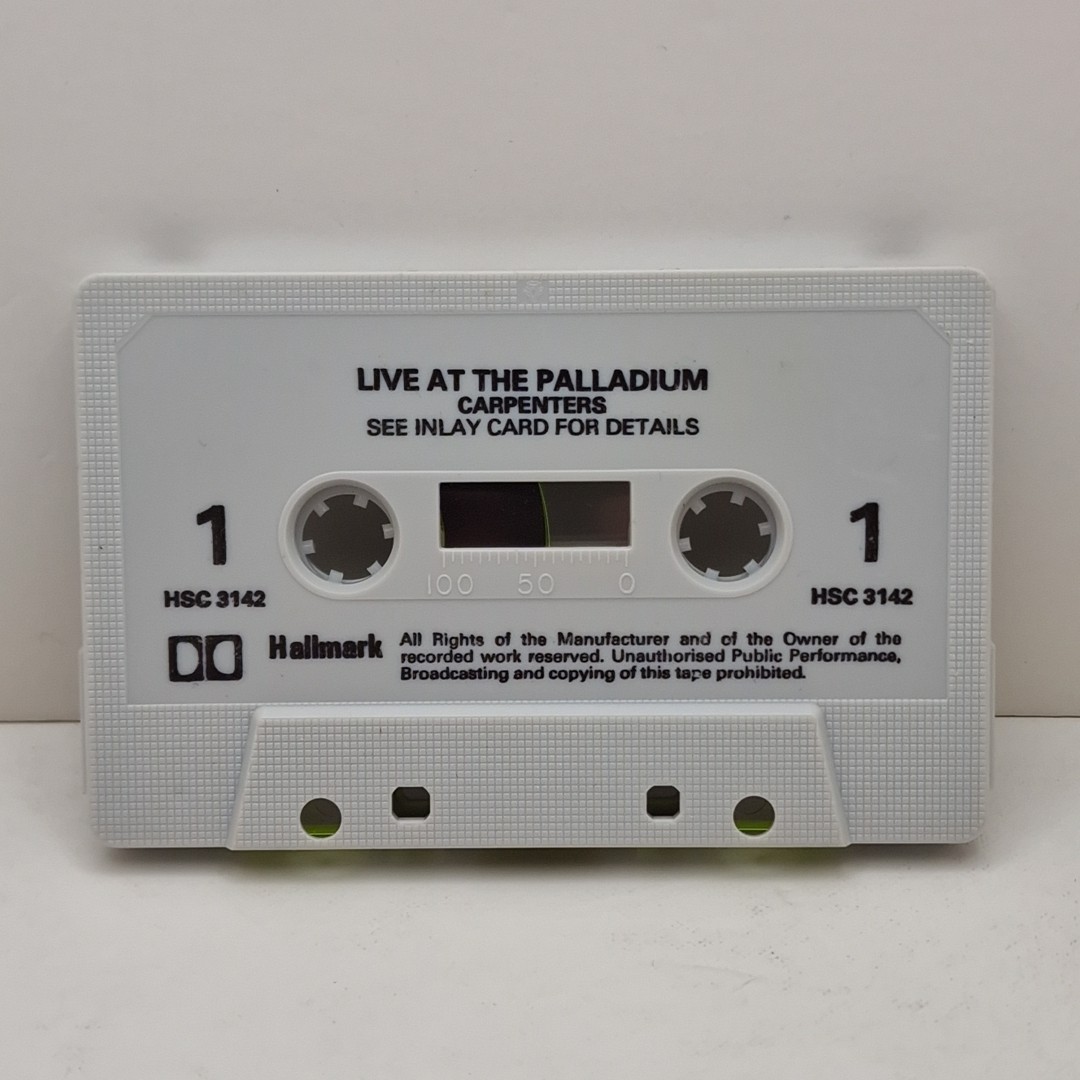 LIVE AT THE PALLADIUM
CARPENTERS
SEE INLAY CARD FOR DETAILS
1 1
100 50 0
HSC 3142 HSC 3142
Hallmark
All Rights of the Manufacturer and of the Owner of the
recorded work reserved. Unauthorised Public Performance,
Broadcasting and copying of this tape prohibited.